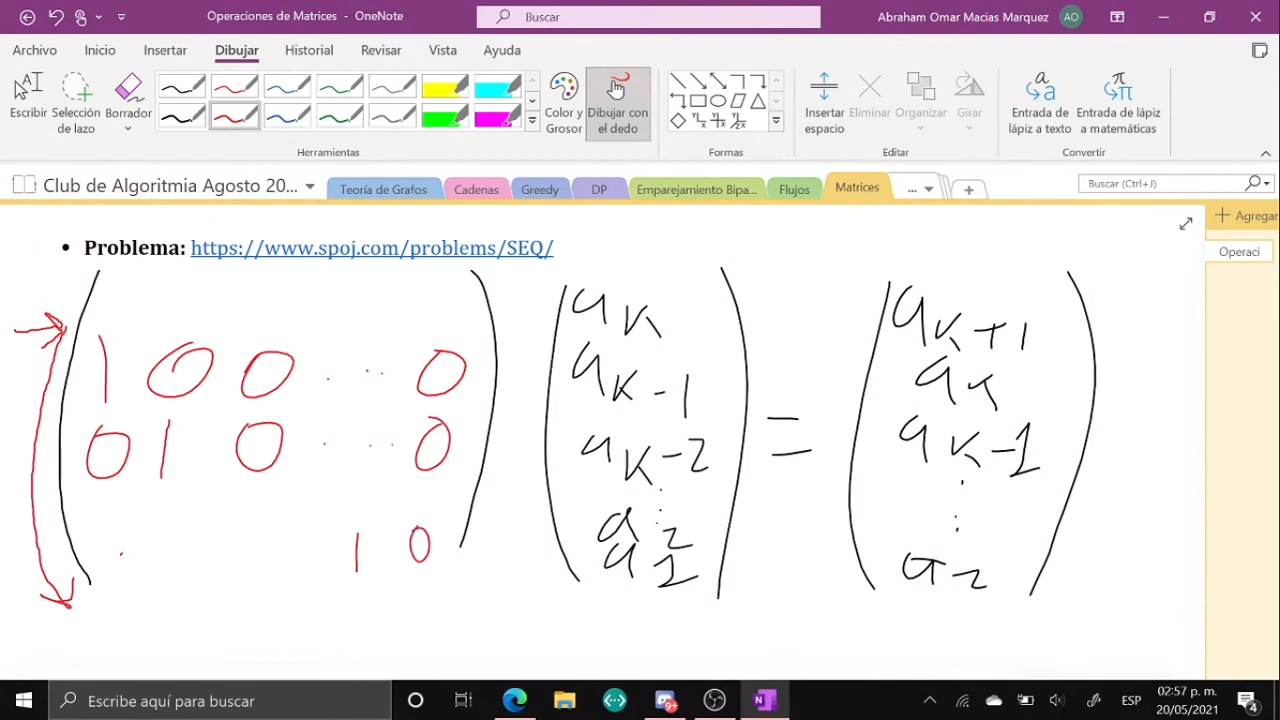 Operaciones de Matrices - OneNote
Buscar
Abraham Omar Macias Marquez AO
Archivo Inicio Insertar Dibujar Historial Revisar Vista Ayuda
Escribir
Selección de lazo
Borrador
Color y Grosor
Dibujar con el dedo
Insertar espacio
Eliminar
Organizar
Girar
Entrada de lápiz a texto
Entrada de lápiz a matemáticas
Herramientas Formas Editar Convertir
Club de Algoritmia Agosto 20... Teoría de Grafos Cadenas Greedy DP Emparejamiento Bipa... Flujos Matrices ... Buscar (Ctrl+J)
Agregar
Operaci
• Problema: https://www.spoj.com/problems/SEQ/
a K a K+1
1 0 0 ... 0 a K-1 a K
0 1 0 ... 0 a K-2 = a K-1
⋮ ⋮
a 2
. 1 0 a 1 a 2
Escribe aquí para buscar
ESP
02:57 p. m.
20/05/2021
9+
4